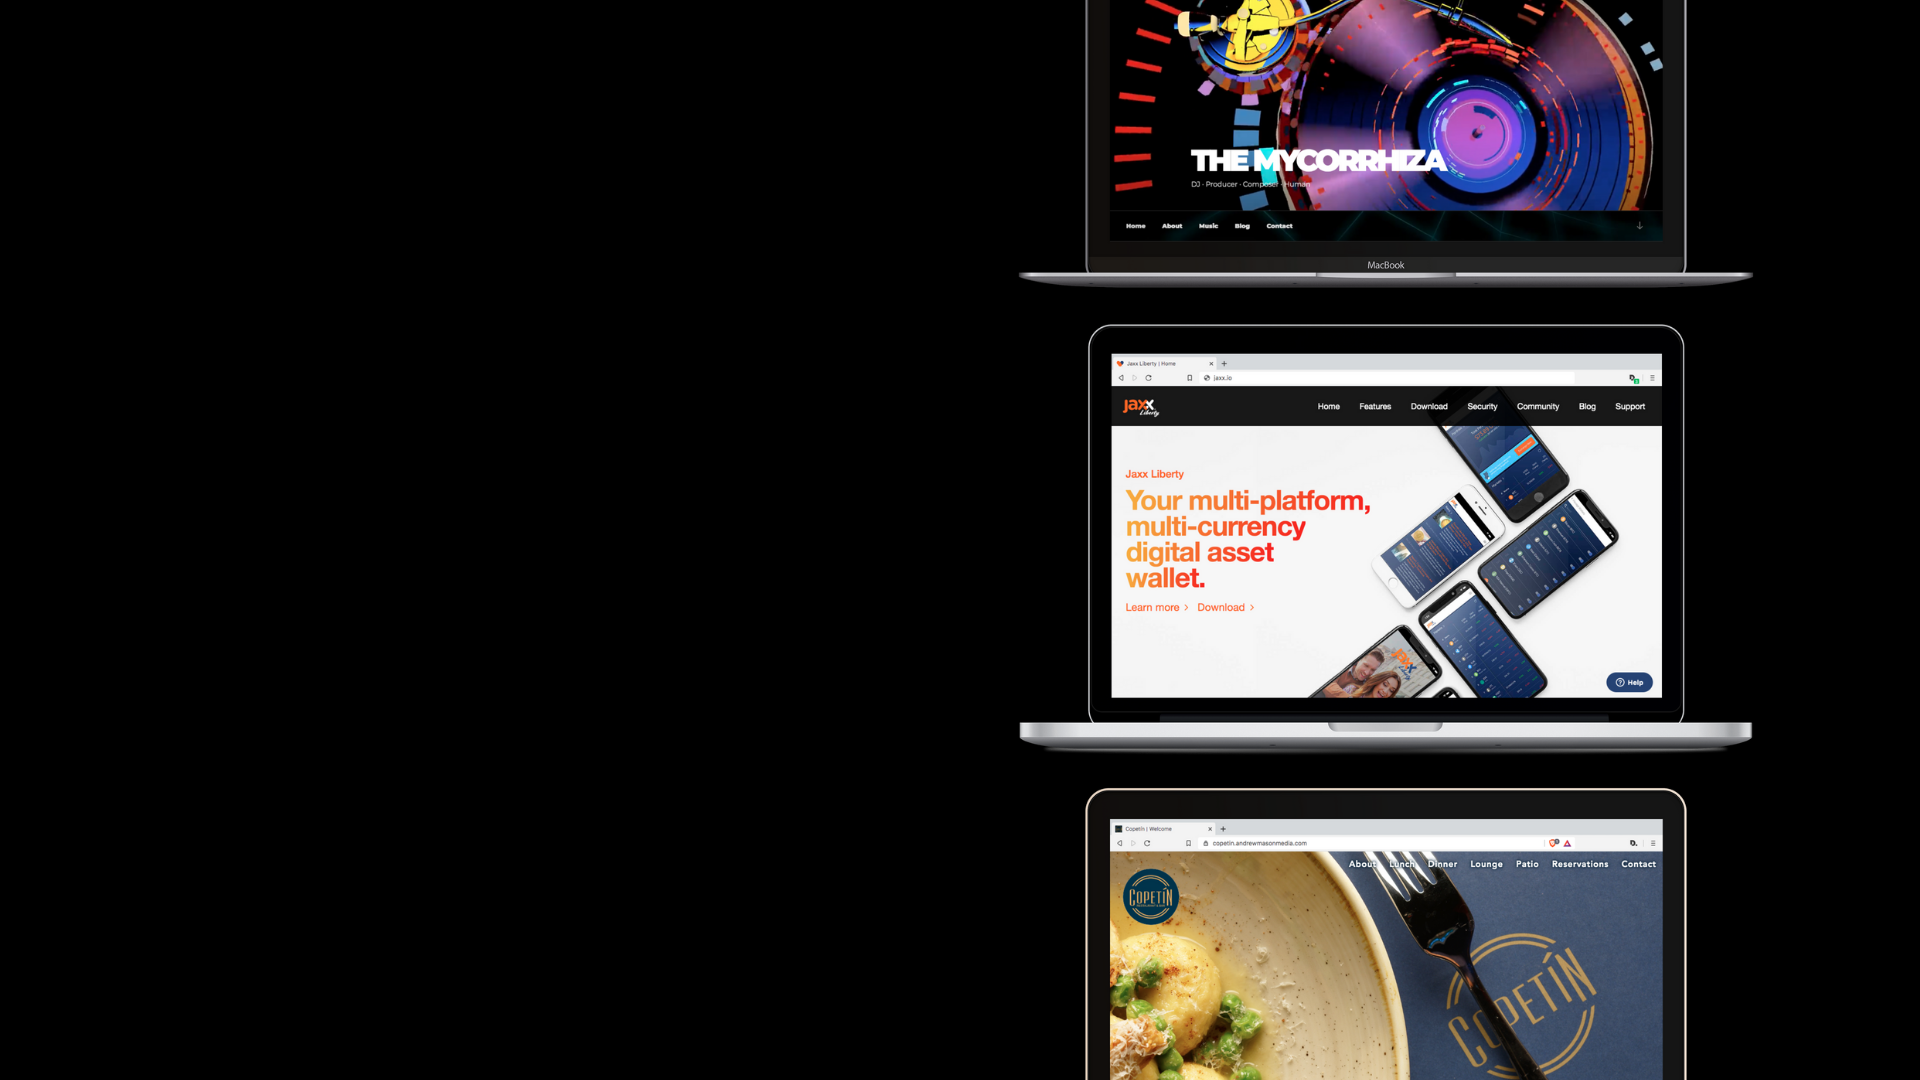 THE MYCORRHIZA
DJ - Producer - Composer - Human
Home About Music Blog Contact
MacBook
Jaxx Liberty | Home
jaxx.io
jaxx
Liberty
Home Features Download Security Community Blog Support
Jaxx Liberty
Your multi-platform,
multi-currency
digital asset
wallet.
Learn more > Download >
Help
Copetín | Welcome
copetin.andrewmasonmedia.com
About Lunch Dinner Lounge Patio Reservations Contact
COPETÍN
COPETÍN